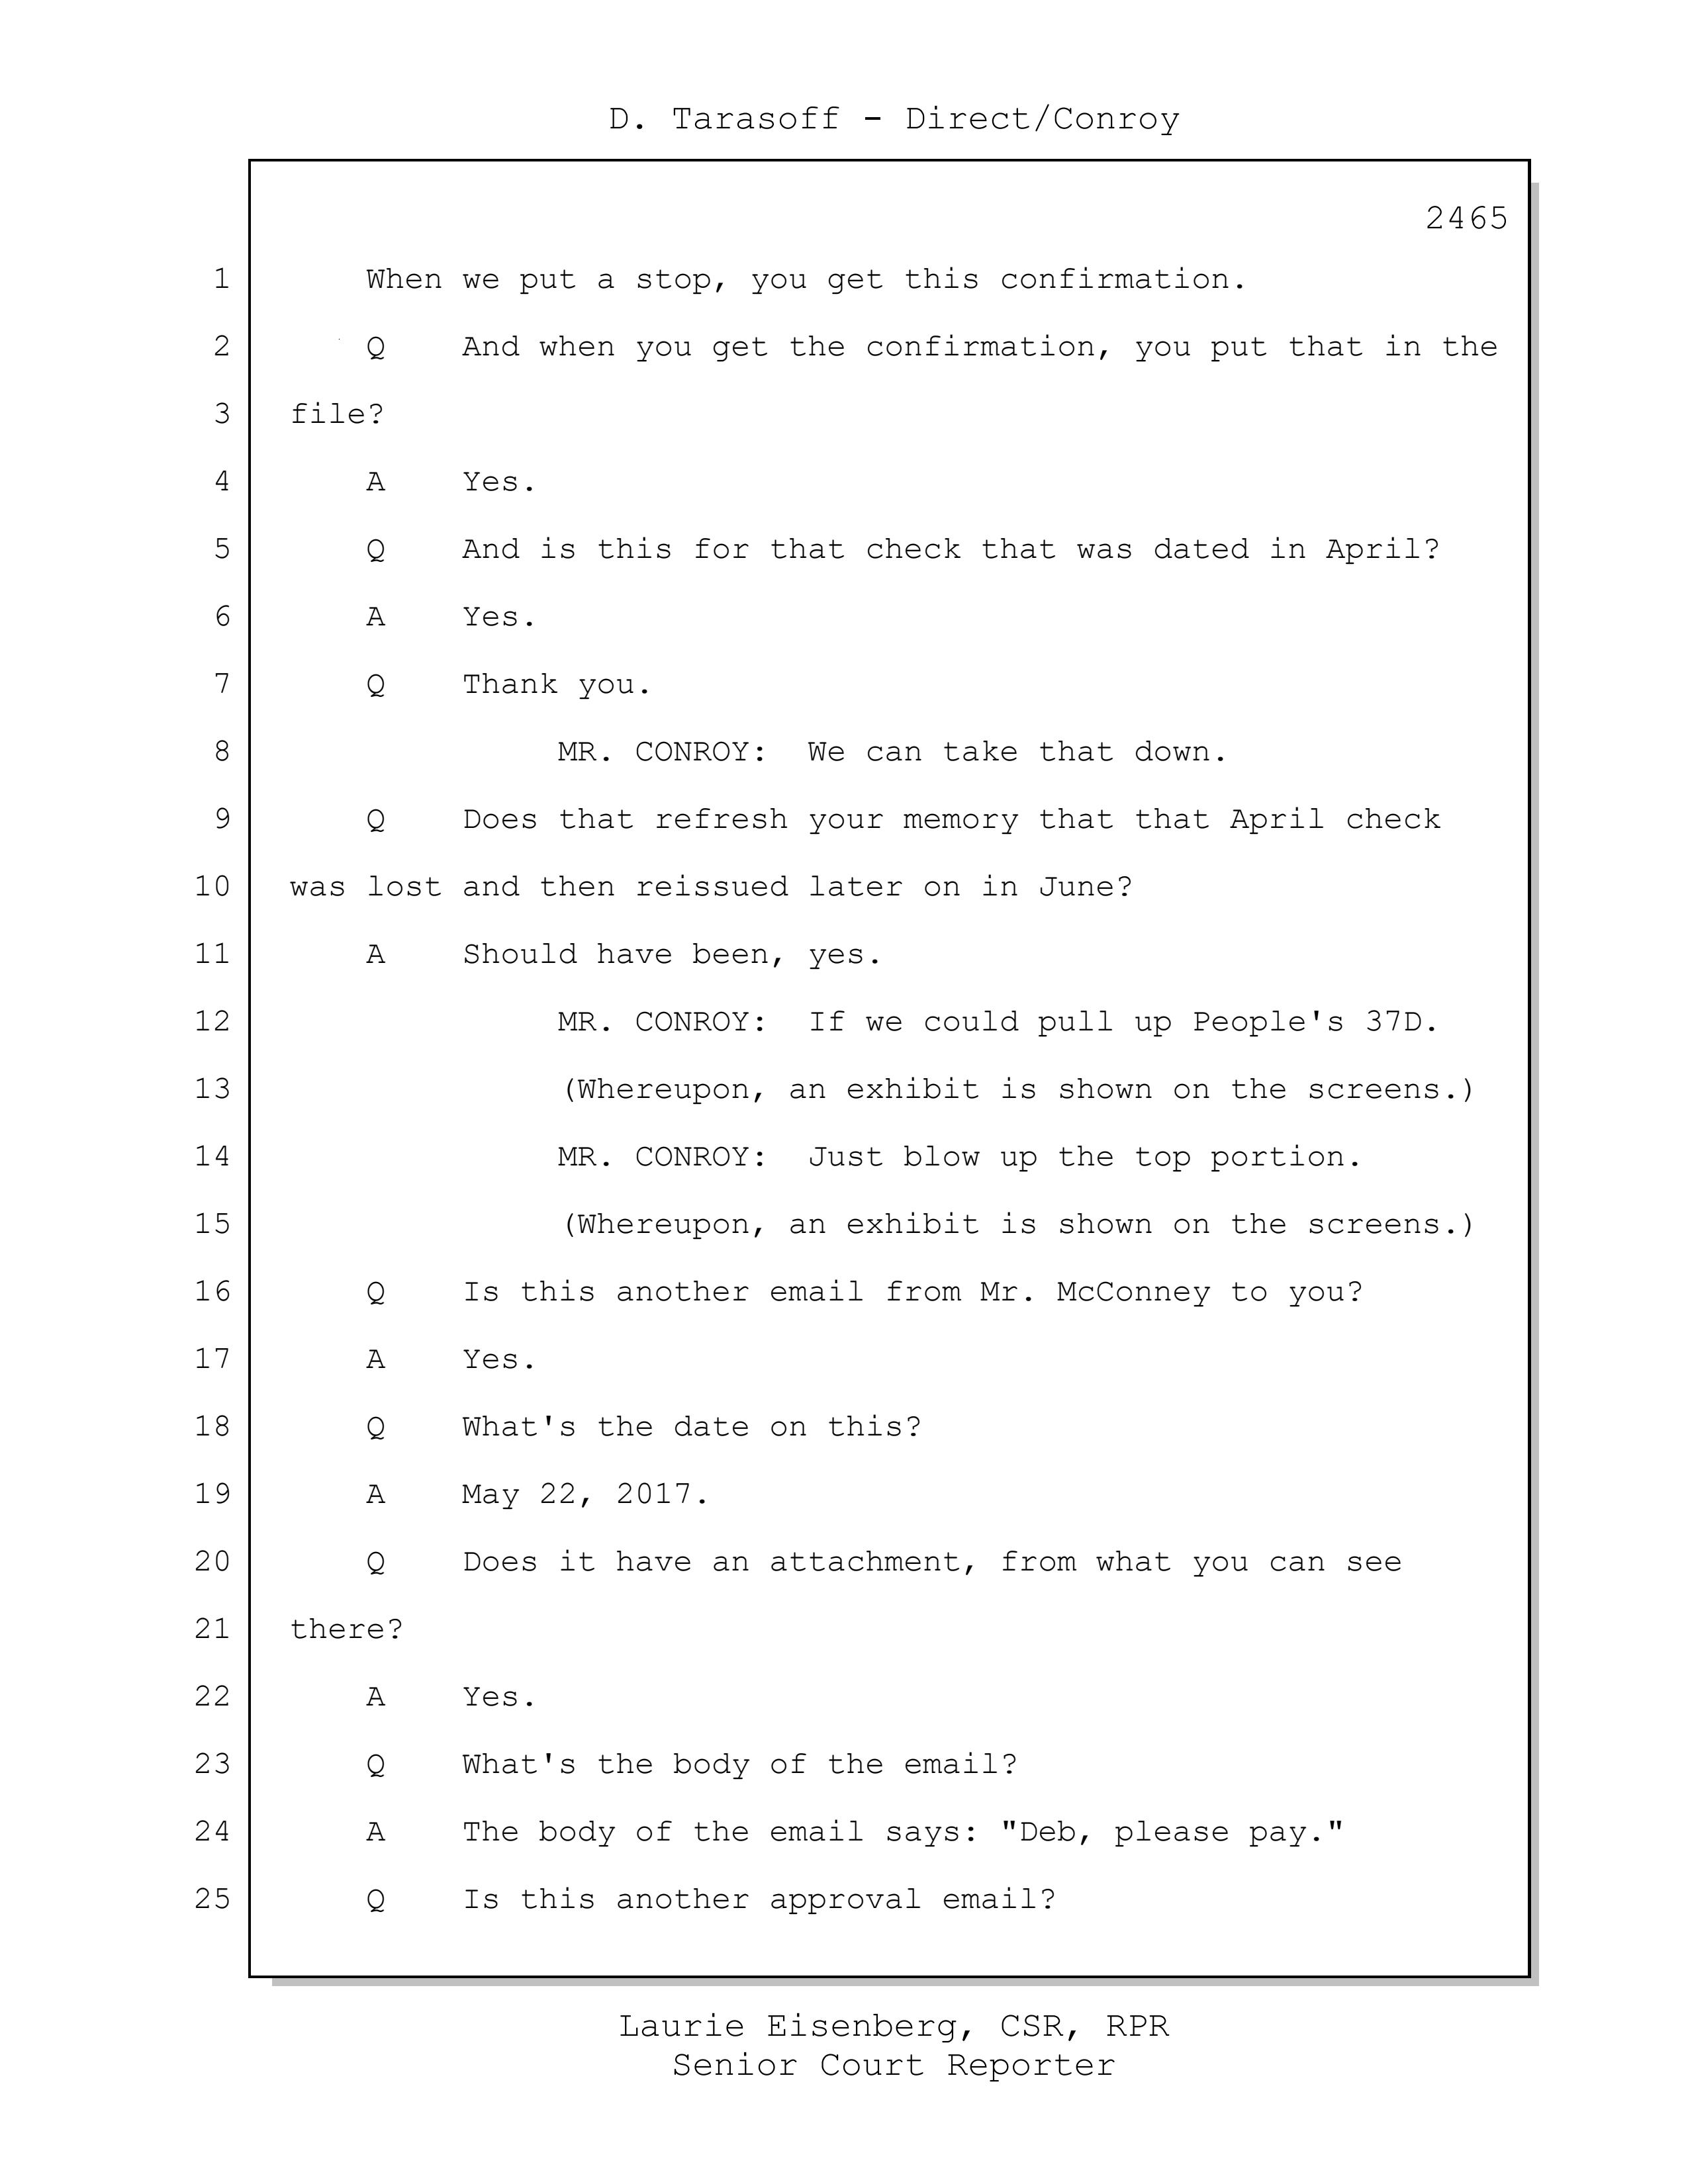 D. Tarasoff - Direct/Conroy
2465
1 When we put a stop, you get this confirmation.
2 Q And when you get the confirmation, you put that in the
3 file?
4 A Yes.
5 Q And is this for that check that was dated in April?
6 A Yes.
7 Q Thank you.
8 MR. CONROY: We can take that down.
9 Q Does that refresh your memory that that April check
10 was lost and then reissued later on in June?
11 A Should have been, yes.
12 MR. CONROY: If we could pull up People's 37D.
13 (Whereupon, an exhibit is shown on the screens.)
14 MR. CONROY: Just blow up the top portion.
15 (Whereupon, an exhibit is shown on the screens.)
16 Q Is this another email from Mr. McConney to you?
17 A Yes.
18 Q What's the date on this?
19 A May 22, 2017.
20 Q Does it have an attachment, from what you can see
21 there?
22 A Yes.
23 Q What's the body of the email?
24 A The body of the email says: "Deb, please pay."
25 Q Is this another approval email?
Laurie Eisenberg, CSR, RPR
Senior Court Reporter